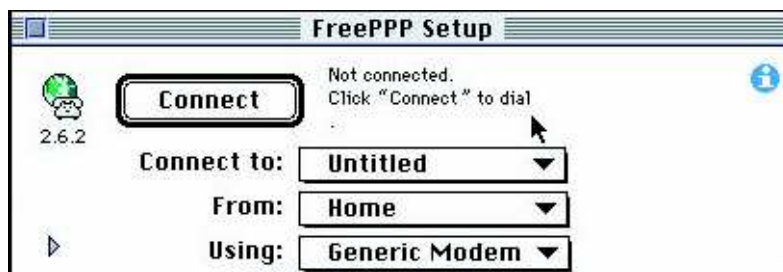 FreePPP Setup
Connect
Not connected.
Click "Connect" to dial
.
2.6.2
Connect to: Untitled
From: Home
Using: Generic Modem